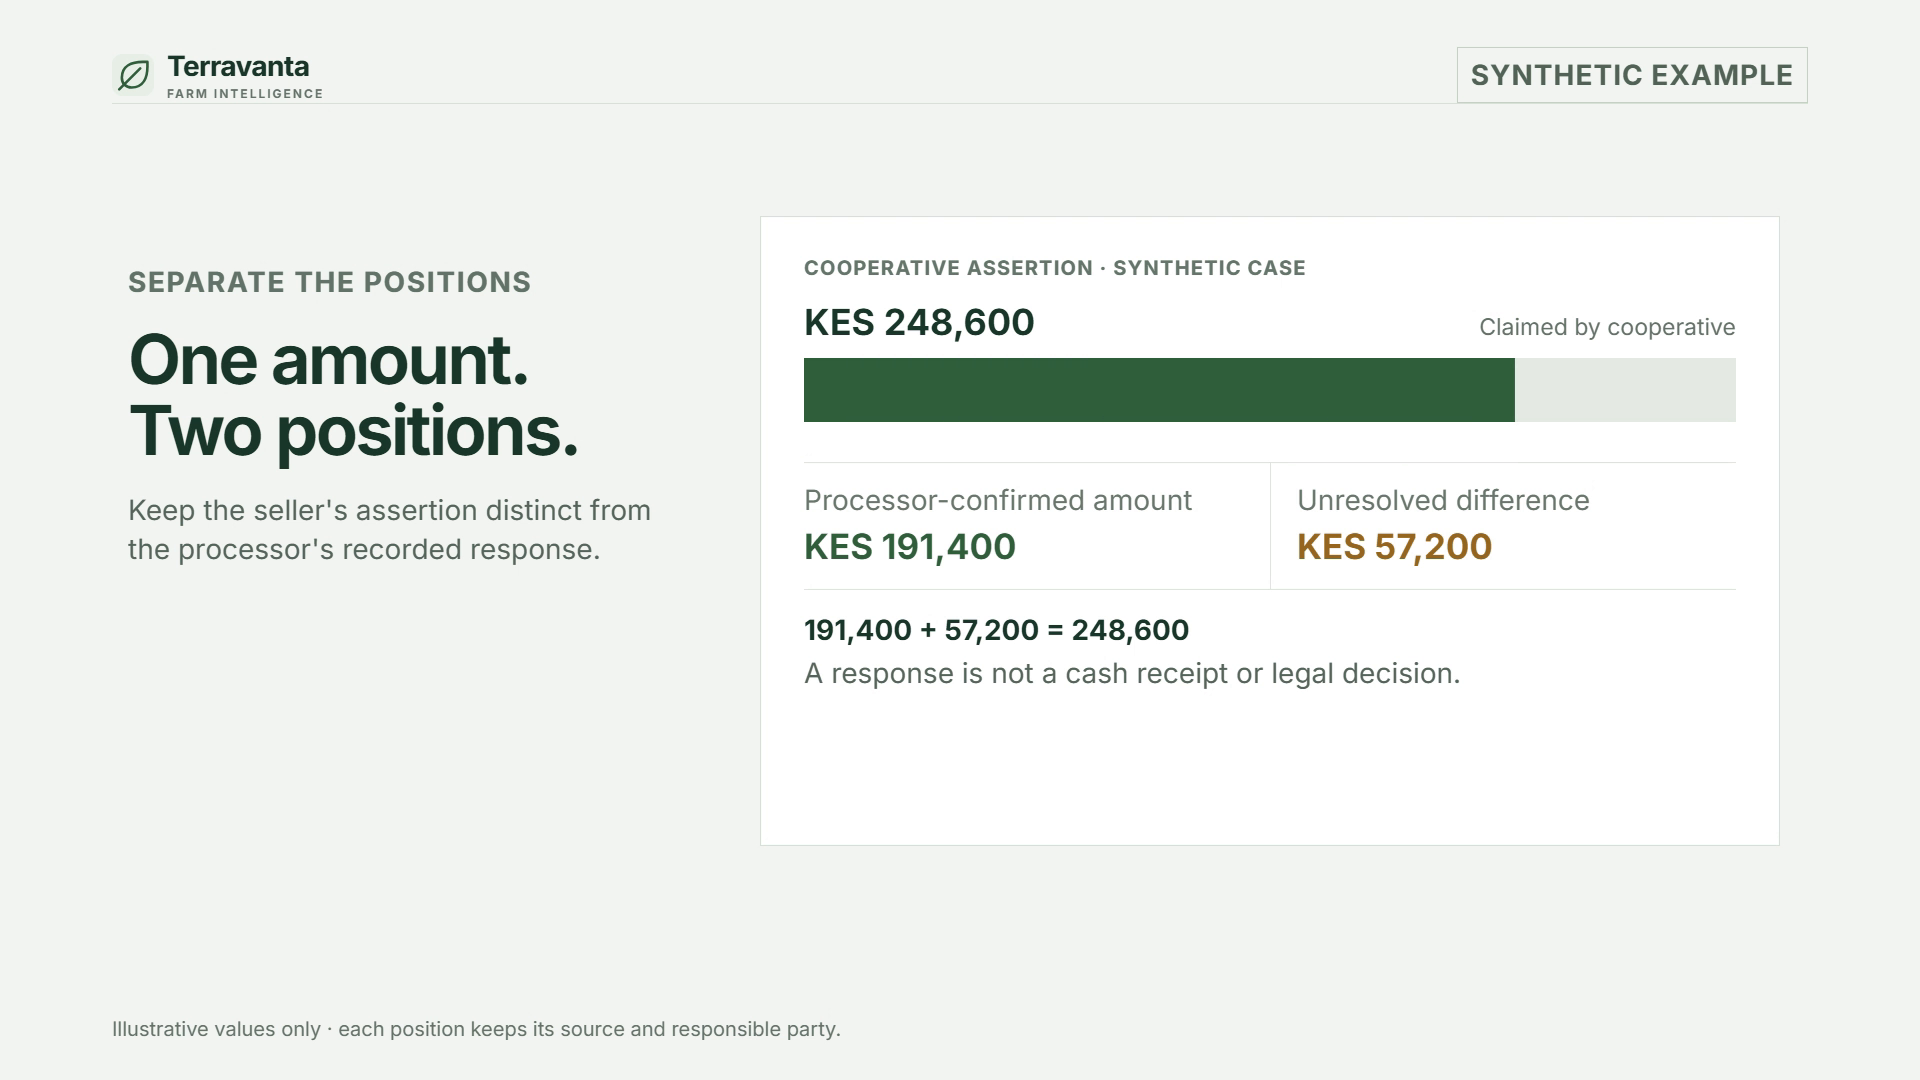 Terravanta
FARM INTELLIGENCE
SYNTHETIC EXAMPLE
SEPARATE THE POSITIONS
One amount.
Two positions.
Keep the seller's assertion distinct from
the processor's recorded response.
COOPERATIVE ASSERTION · SYNTHETIC CASE
KES 248,600
Claimed by cooperative
Processor-confirmed amount
KES 191,400
Unresolved difference
KES 57,200
191,400 + 57,200 = 248,600
A response is not a cash receipt or legal decision.
Illustrative values only · each position keeps its source and responsible party.